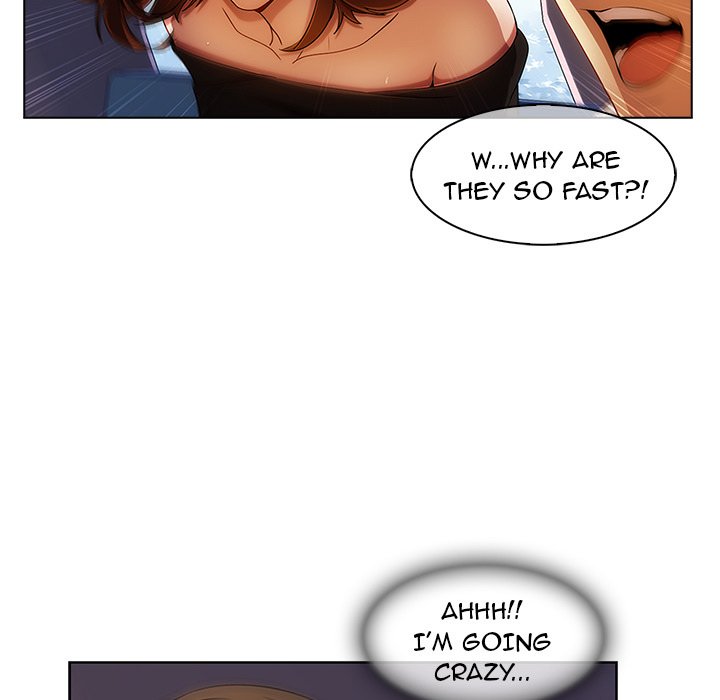 W...WHY ARE
THEY SO FAST?!
AHHH!!
I'M GOING
CRAZY...